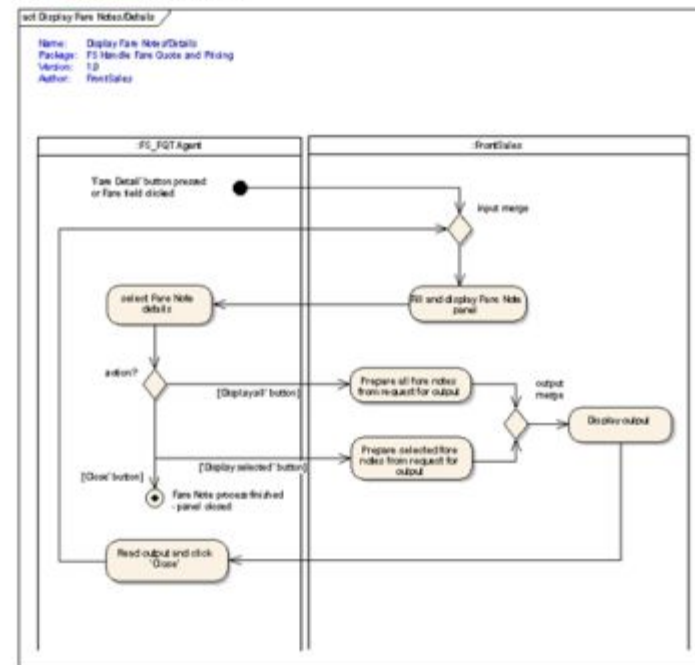 act Display Fare Notes/Details
Name: Display Fare Notes/Details
Package: FS Handle Fare Quote and Pricing
Version: 1.0
Author: FrontSales
:FS_FQT Agent
:FrontSales
'Fare Detail' button pressed
or Fare field clicked
input merge
select Fare Note
details
Fill and display Fare Note
panel
action?
['Display all' button]
Prepare all fare notes
from request for output
output
merge
Display output
['Display selected' button]
Prepare selected fare
notes from request for
output
['Close' button]
Fare Note process finished
- panel closed
Read output and click
'Close'